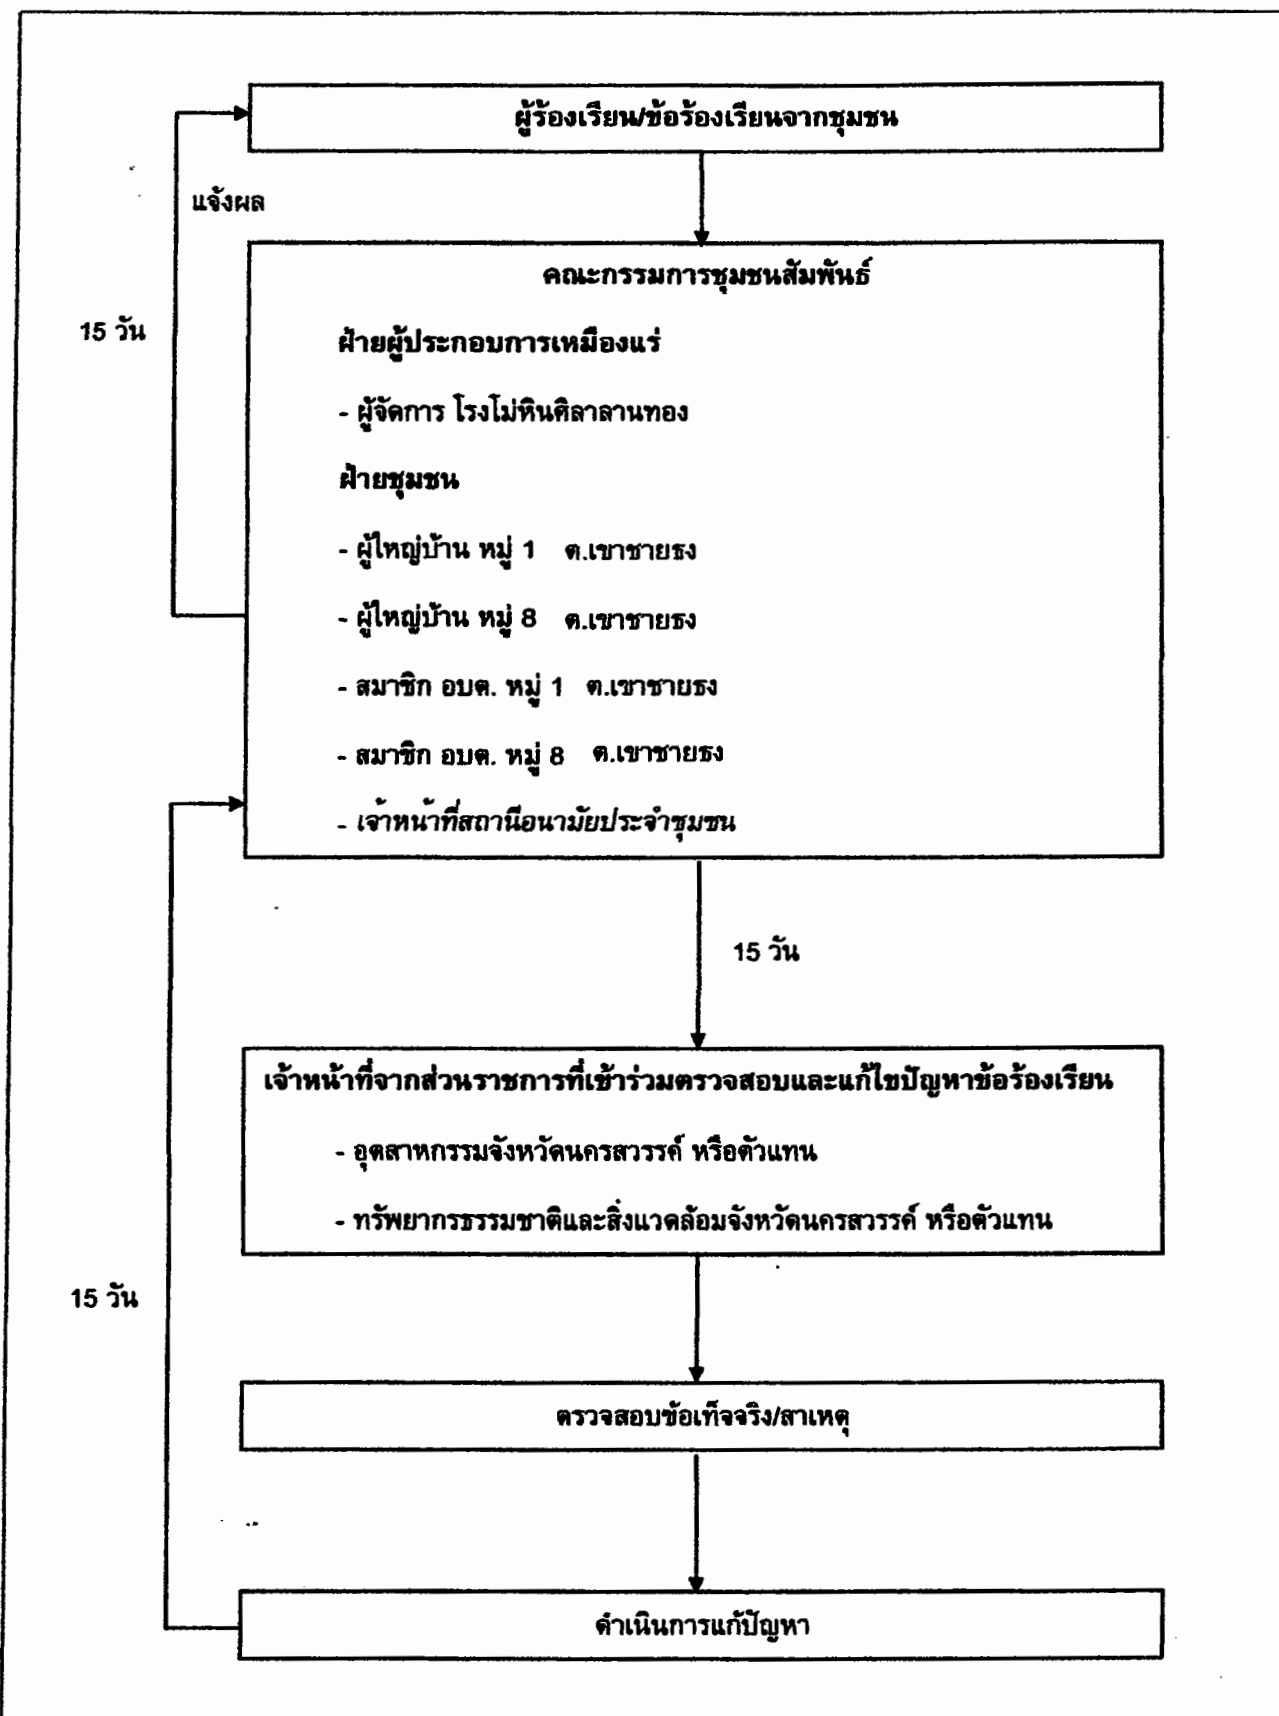 ผู้ร้องเรียน/ข้อร้องเรียนจากชุมชน
แจ้งผล
15 วัน
คณะกรรมการชุมชนสัมพันธ์
ฝ่ายผู้ประกอบการเหมืองแร่
- ผู้จัดการ โรงโม่หินศิลาลานทอง
ฝ่ายชุมชน
- ผู้ใหญ่บ้าน หมู่ 1 ต.เขาชายธง
- ผู้ใหญ่บ้าน หมู่ 8 ต.เขาชายธง
- สมาชิก อบต. หมู่ 1 ต.เขาชายธง
- สมาชิก อบต. หมู่ 8 ต.เขาชายธง
- เจ้าหน้าที่สถานีอนามัยประจำชุมชน
15 วัน
เจ้าหน้าที่จากส่วนราชการที่เข้าร่วมตรวจสอบและแก้ไขปัญหาข้อร้องเรียน
- อุตสาหกรรมจังหวัดนครสวรรค์ หรือตัวแทน
- ทรัพยากรธรรมชาติและสิ่งแวดล้อมจังหวัดนครสวรรค์ หรือตัวแทน
15 วัน
ตรวจสอบข้อเท็จจริง/สาเหตุ
ดำเนินการแก้ปัญหา